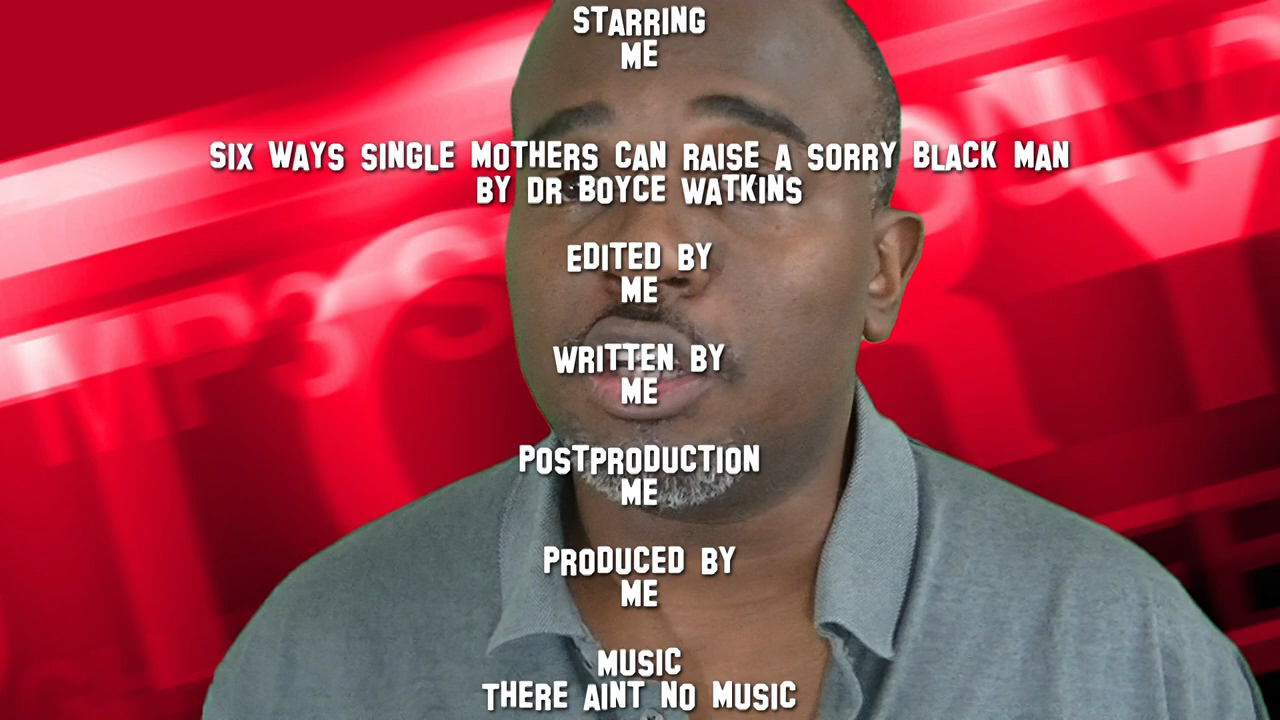 STARRING
ME
SIX WAYS SINGLE MOTHERS CAN RAISE A SORRY BLACK MAN
BY DR BOYCE WATKINS
EDITED BY
ME
WRITTEN BY
ME
POSTPRODUCTION
ME
PRODUCED BY
ME
MUSIC
THERE AINT NO MUSIC
MP3S